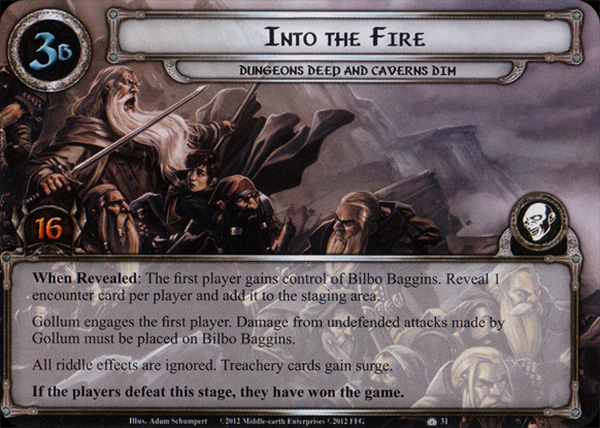 3B
INTO THE FIRE
DUNGEONS DEEP AND CAVERNS DIM
16
When Revealed: The first player gains control of Bilbo Baggins. Reveal 1
encounter card per player and add it to the staging area.
Gollum engages the first player. Damage from undefended attacks made by
Gollum must be placed on Bilbo Baggins.
All riddle effects are ignored. Treachery cards gain surge.
If the players defeat this stage, they have won the game.
Illus. Adam Schumpert ©2012 Middle-earth Enterprises ©2012 FFG 31